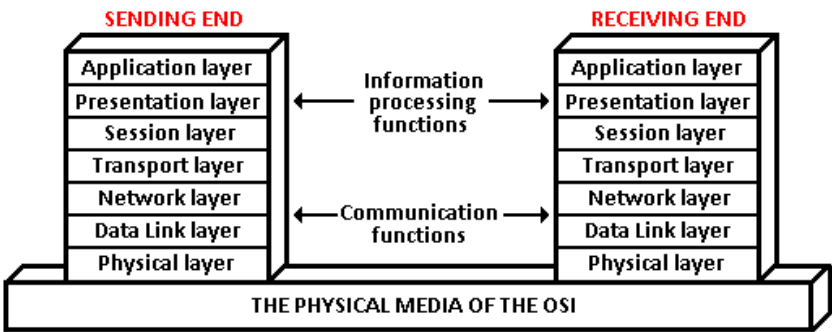 SENDING END
RECEIVING END
Application layer
Presentation layer
Session layer
Transport layer
Network layer
Data Link layer
Physical layer
Information
processing
functions
Communication
functions
Application layer
Presentation layer
Session layer
Transport layer
Network layer
Data Link layer
Physical layer
THE PHYSICAL MEDIA OF THE OSI